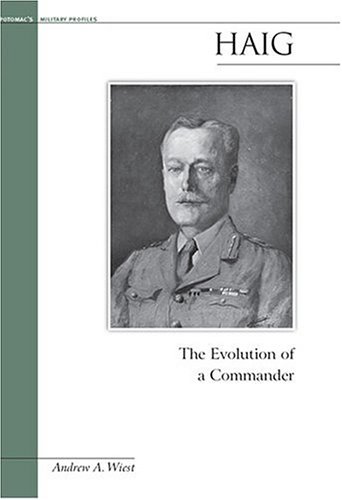 POTOMAC'S MILITARY PROFILES
HAIG
The Evolution of
a Commander
Andrew A. Wiest